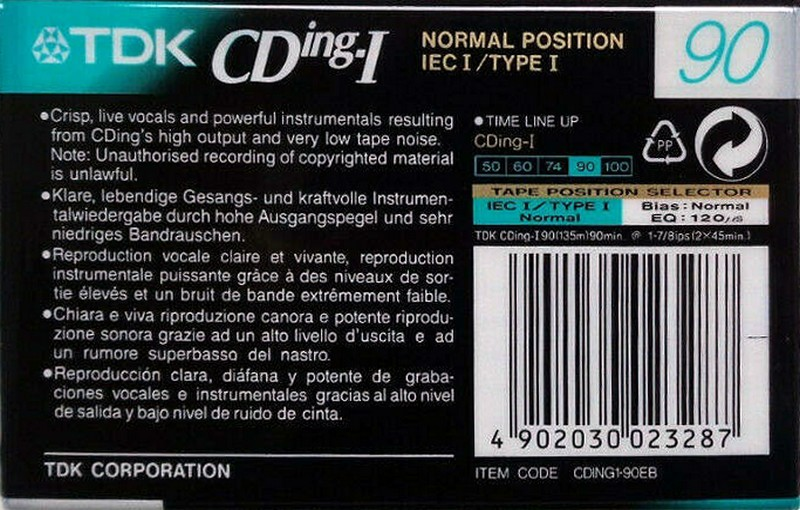 TDK CDing-I
NORMAL POSITION
IEC I/TYPE I
90
●Crisp, live vocals and powerful instrumentals resulting
from CDing's high output and very low tape noise.
Note: Unauthorised recording of copyrighted material
is unlawful.
●Klare, lebendige Gesangs- und kraftvolle Instrumen-
talwiedergabe durch hohe Ausgangspegel und sehr
niedriges Bandrauschen.
●Reproduction vocale claire et vivante, reproduction
instrumentale puissante grâce à des niveaux de sor-
tie élevés et un bruit de bande extrêmement faible.
●Chiara e viva riproduzione canora e potente riprodu-
zione sonora grazie ad un alto livello d'uscita e ad
un rumore superbasso del nastro.
●Reproducción clara, diáfana y potente de graba-
ciones vocales e instrumentales gracias al alto nivel
de salida y bajo nivel de ruido de cinta.
TDK CORPORATION
●TIME LINE UP
CDing-I
50 60 74 90 100
PP
TAPE POSITION SELECTOR
IEC I/TYPE I
Normal
Bias: Normal
EQ: 120μs
TDK CDing-I 90(135m)90min. @ 1-7/8ips(2×45min.)
4 902030 023287
ITEM CODE CDING1-90EB